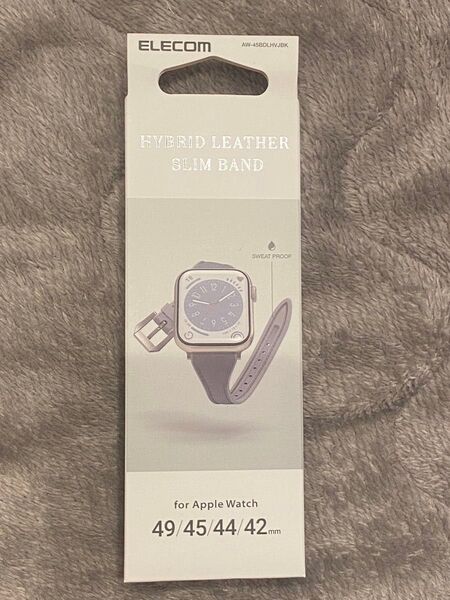 ELECOM
AW-45BDLHVJBK
HYBRID LEATHER
SLIM BAND
SWEAT PROOF
for Apple Watch
49/45/44/42mm